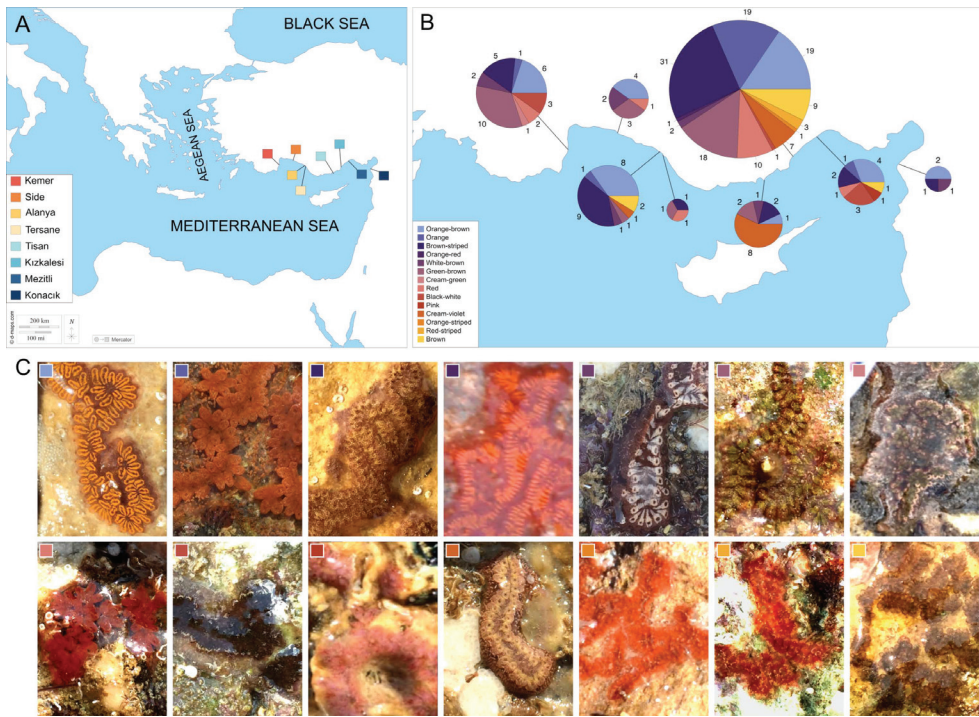 A
BLACK SEA
AEGEAN SEA
MEDITERRANEAN SEA
Kemer
Side
Alanya
Tersane
Tisan
Kızkalesi
Mezitli
Konacık
© d-maps.com
200 km
100 mi
N
Mercator
B
5
1
6
2
10
3
2
1
4
2
1
3
19
19
31
9
3
1
7
2
18
10
1
1
8
9
1
1
1
2
1
1
1
1
2
1
2
2
1
8
1
4
2
1
1
1
3
1
2
1
1
Orange-brown
Orange
Brown-striped
Orange-red
White-brown
Green-brown
Cream-green
Red
Black-white
Pink
Cream-violet
Orange-striped
Red-striped
Brown
C